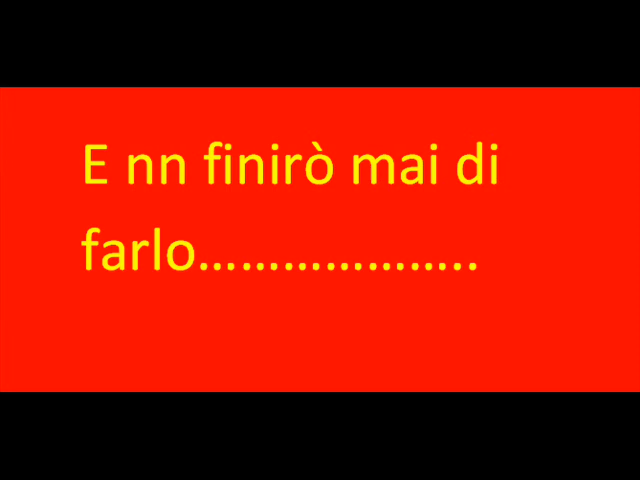 E nn finirò mai di
farlo………………..